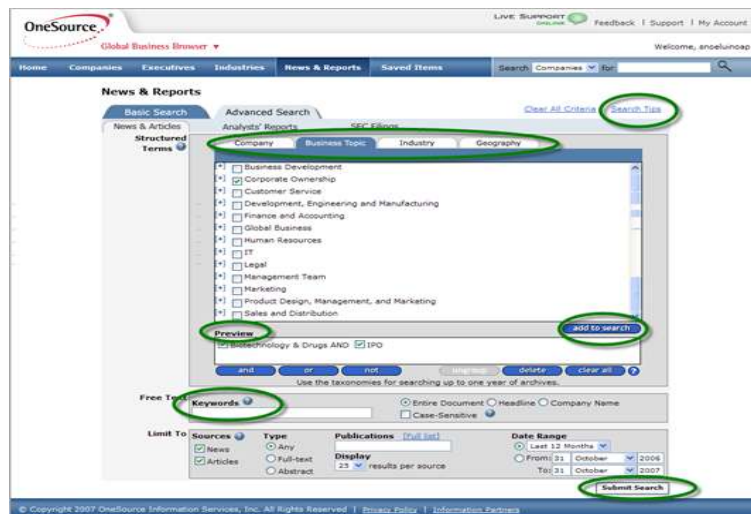 LIVE SUPPORT ONLINE Feedback | Support | My Account
OneSource
Global Business Browser
Welcome, anoeluinoap
Home Companies Executives Industries News & Reports Saved Items Search Companies for
News & Reports
Basic Search Advanced Search Clear All Criteria Search Tips
News & Articles Analysts' Reports SEC Filings
Structured Terms
Company Business Topic Industry Geography
[+] Business Development
[+] Corporate Ownership
[+] Customer Service
[+] Development, Engineering and Manufacturing
[+] Finance and Accounting
[+] Global Business
[+] Human Resources
[+] IT
[+] Legal
[+] Management Team
[+] Marketing
[+] Product Design, Management, and Marketing
[+] Sales and Distribution
Preview add to search
Biotechnology & Drugs AND IPO
and or not ungroup delete clear all ?
Use the taxonomies for searching up to one year of archives.
Free Text Keywords Entire Document Headline Company Name
Case-Sensitive
Limit To Sources Type Publications [Full list] Date Range
News Any Last 12 Months
Articles Full-text Display From: 31 October 2006
Abstract 25 results per source To: 31 October 2007
Submit Search
© Copyright 2007 OneSource Information Services, Inc. All Rights Reserved | Privacy Policy | Information Partners